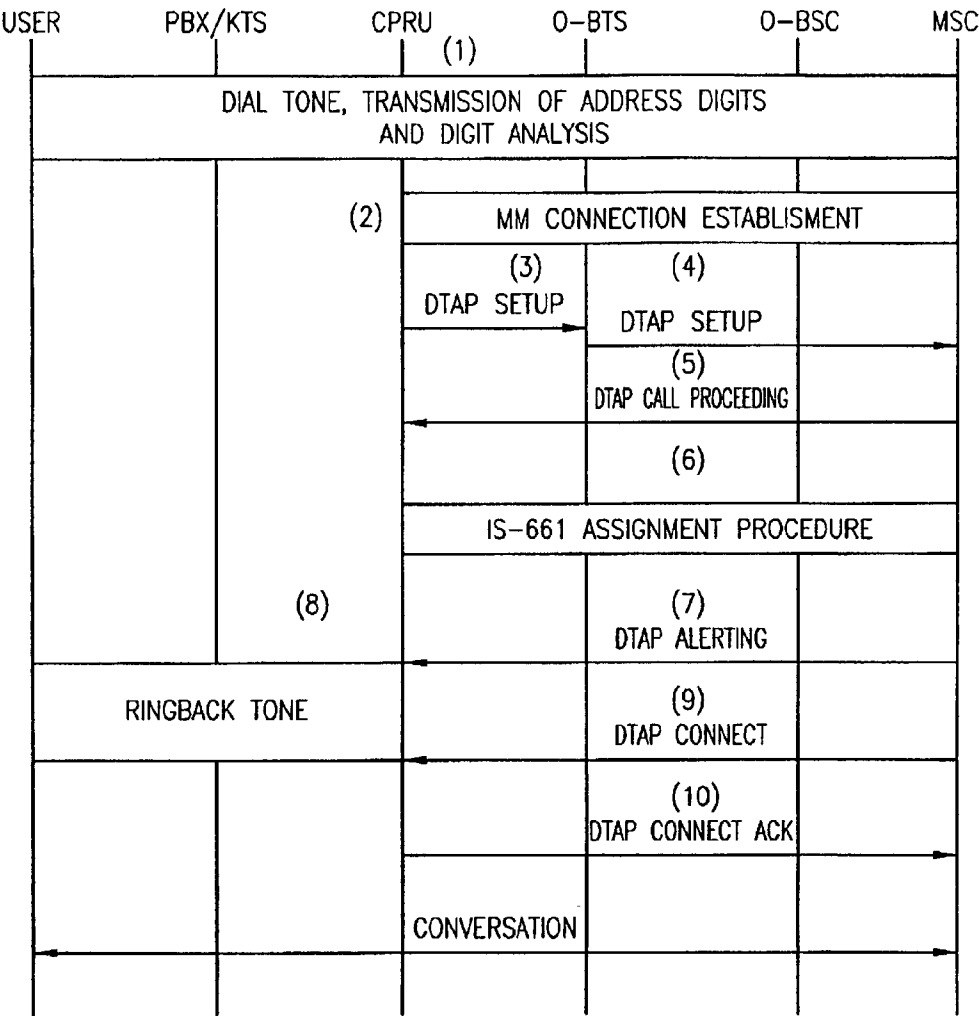 USER PBX/KTS CPRU O-BTS O-BSC MSC
(1)
DIAL TONE, TRANSMISSION OF ADDRESS DIGITS
AND DIGIT ANALYSIS
(2)
MM CONNECTION ESTABLISMENT
(3)
DTAP SETUP
(4)
DTAP SETUP
(5)
DTAP CALL PROCEEDING
(6)
IS-661 ASSIGNMENT PROCEDURE
(7)
DTAP ALERTING
(8)
RINGBACK TONE
(9)
DTAP CONNECT
(10)
DTAP CONNECT ACK
CONVERSATION